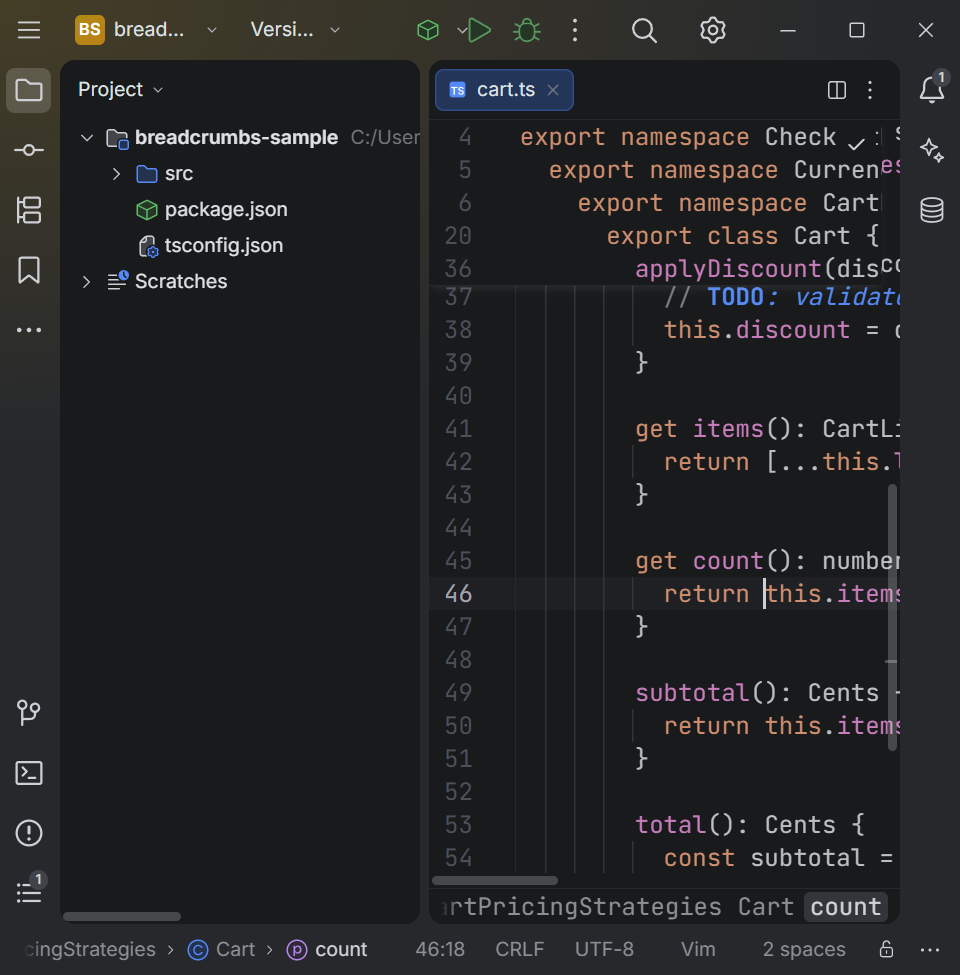 BS bread... Versi...
Project
cart.ts
1
breadcrumbs-sample C:/User
src
package.json
tsconfig.json
Scratches
4 export namespace Check
5 export namespace Curren
6 export namespace Cart
20 export class Cart {
36 applyDiscount(disco
37 // TODO: validate
38 this.discount =
39 }
40
41 get items(): CartLi
42 return [...this.l
43 }
44
45 get count(): number
46 return this.items
47 }
48
49 subtotal(): Cents
50 return this.items
51 }
52
53 total(): Cents {
54 const subtotal =
1
artPricingStrategies Cart count
cingStrategies › Cart › count 46:18 CRLF UTF-8 Vim 2 spaces